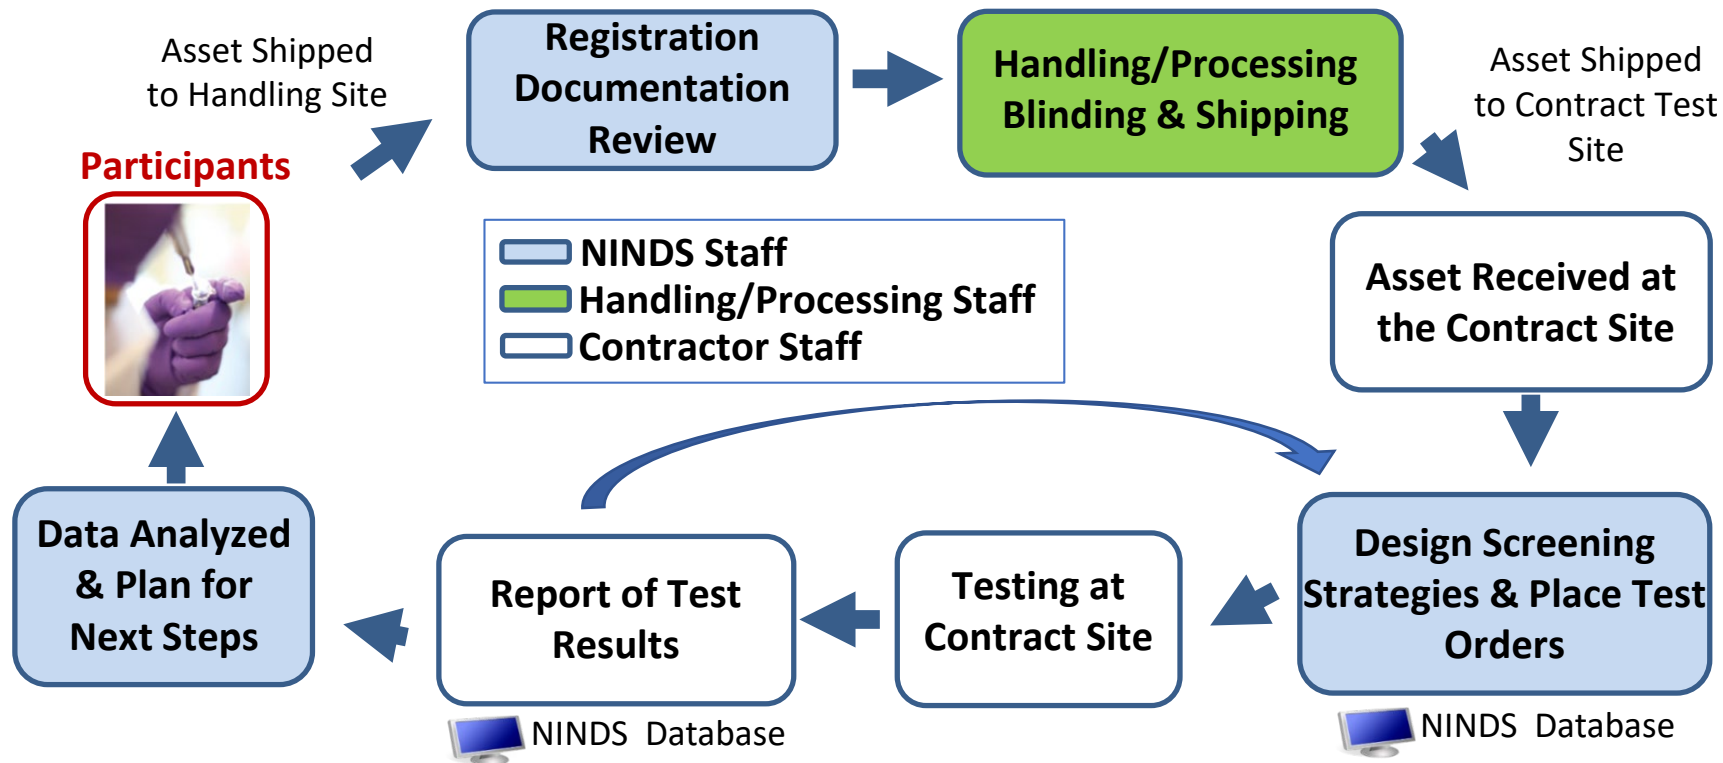 Asset Shipped
to Handling Site
Registration
Documentation
Review
Handling/Processing
Blinding & Shipping
Asset Shipped
to Contract Test
Site
Participants
NINDS Staff
Handling/Processing Staff
Contractor Staff
Asset Received at
the Contract Site
Data Analyzed
& Plan for
Next Steps
Report of Test
Results
Testing at
Contract Site
Design Screening
Strategies & Place Test
Orders
NINDS Database
NINDS Database